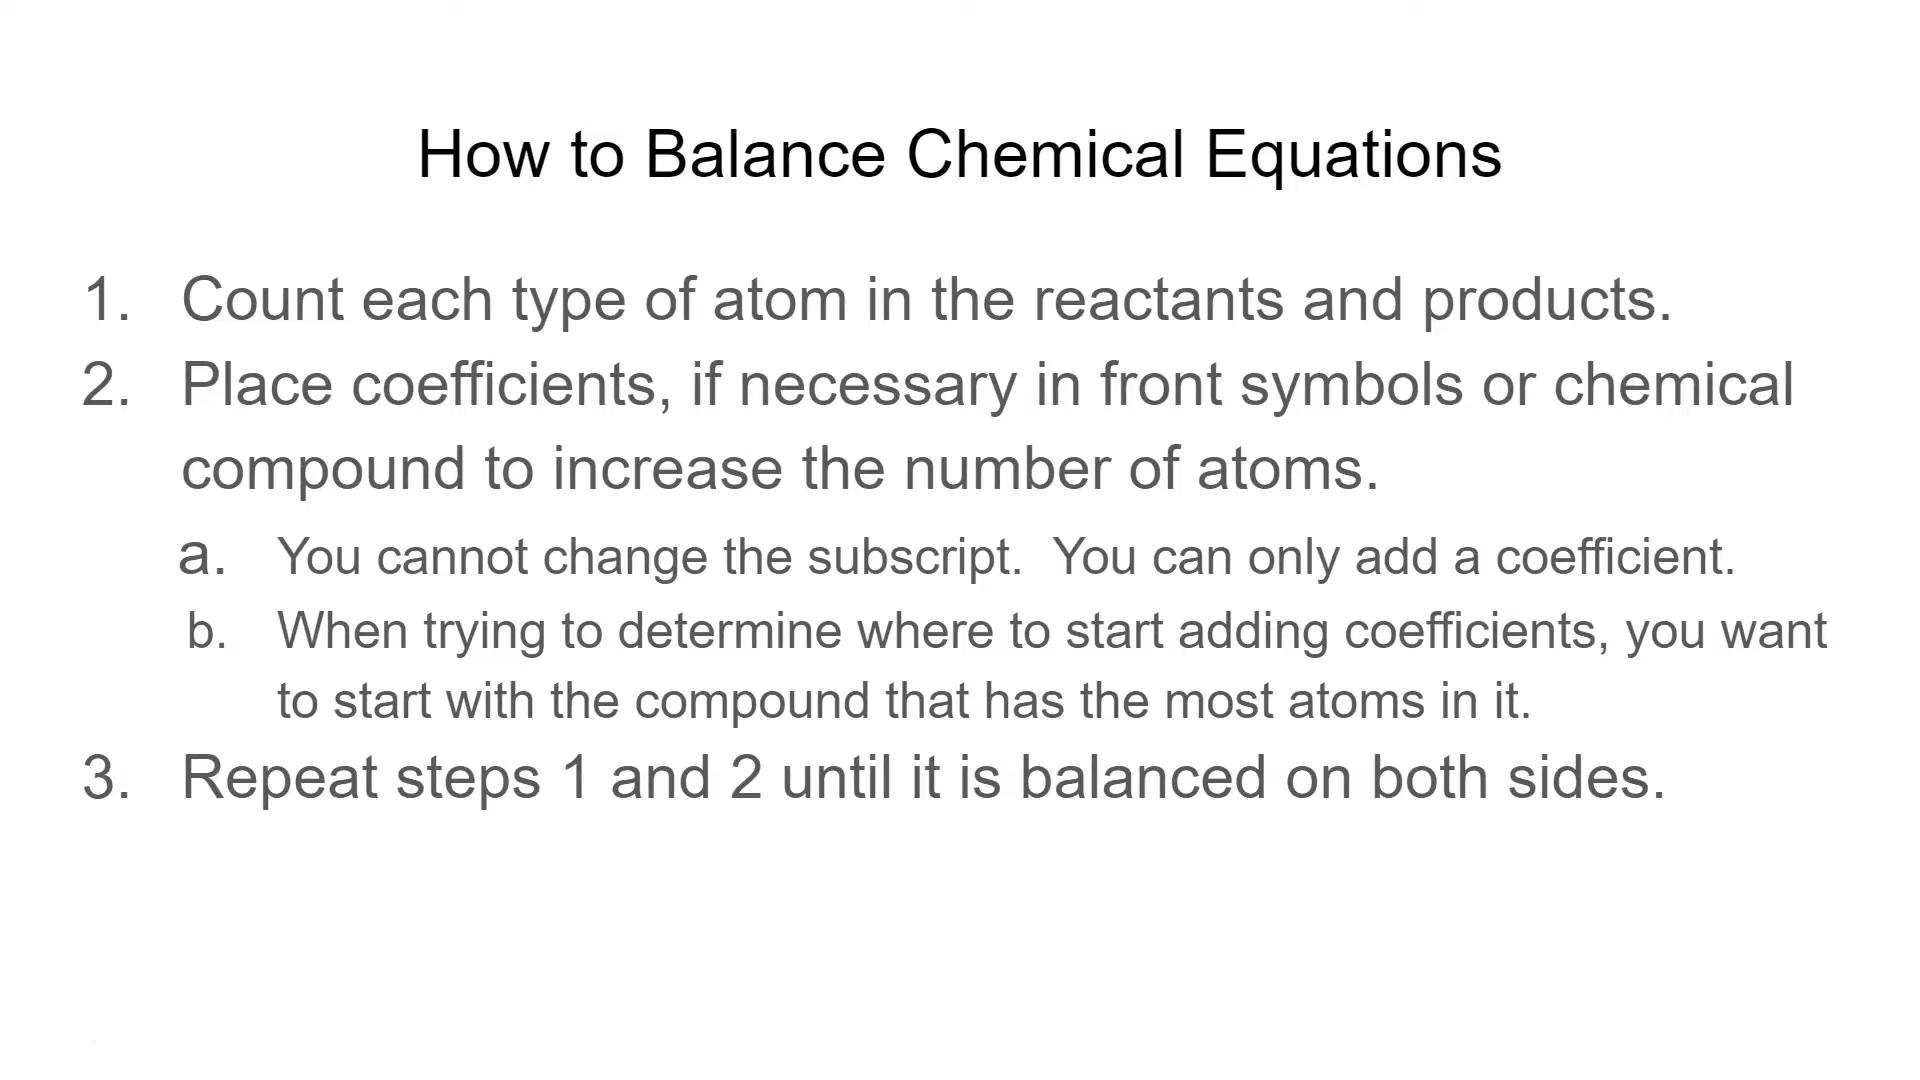 How to Balance Chemical Equations
1. Count each type of atom in the reactants and products.
2. Place coefficients, if necessary in front symbols or chemical
compound to increase the number of atoms.
a. You cannot change the subscript.  You can only add a coefficient.
b. When trying to determine where to start adding coefficients, you want
to start with the compound that has the most atoms in it.
3. Repeat steps 1 and 2 until it is balanced on both sides.